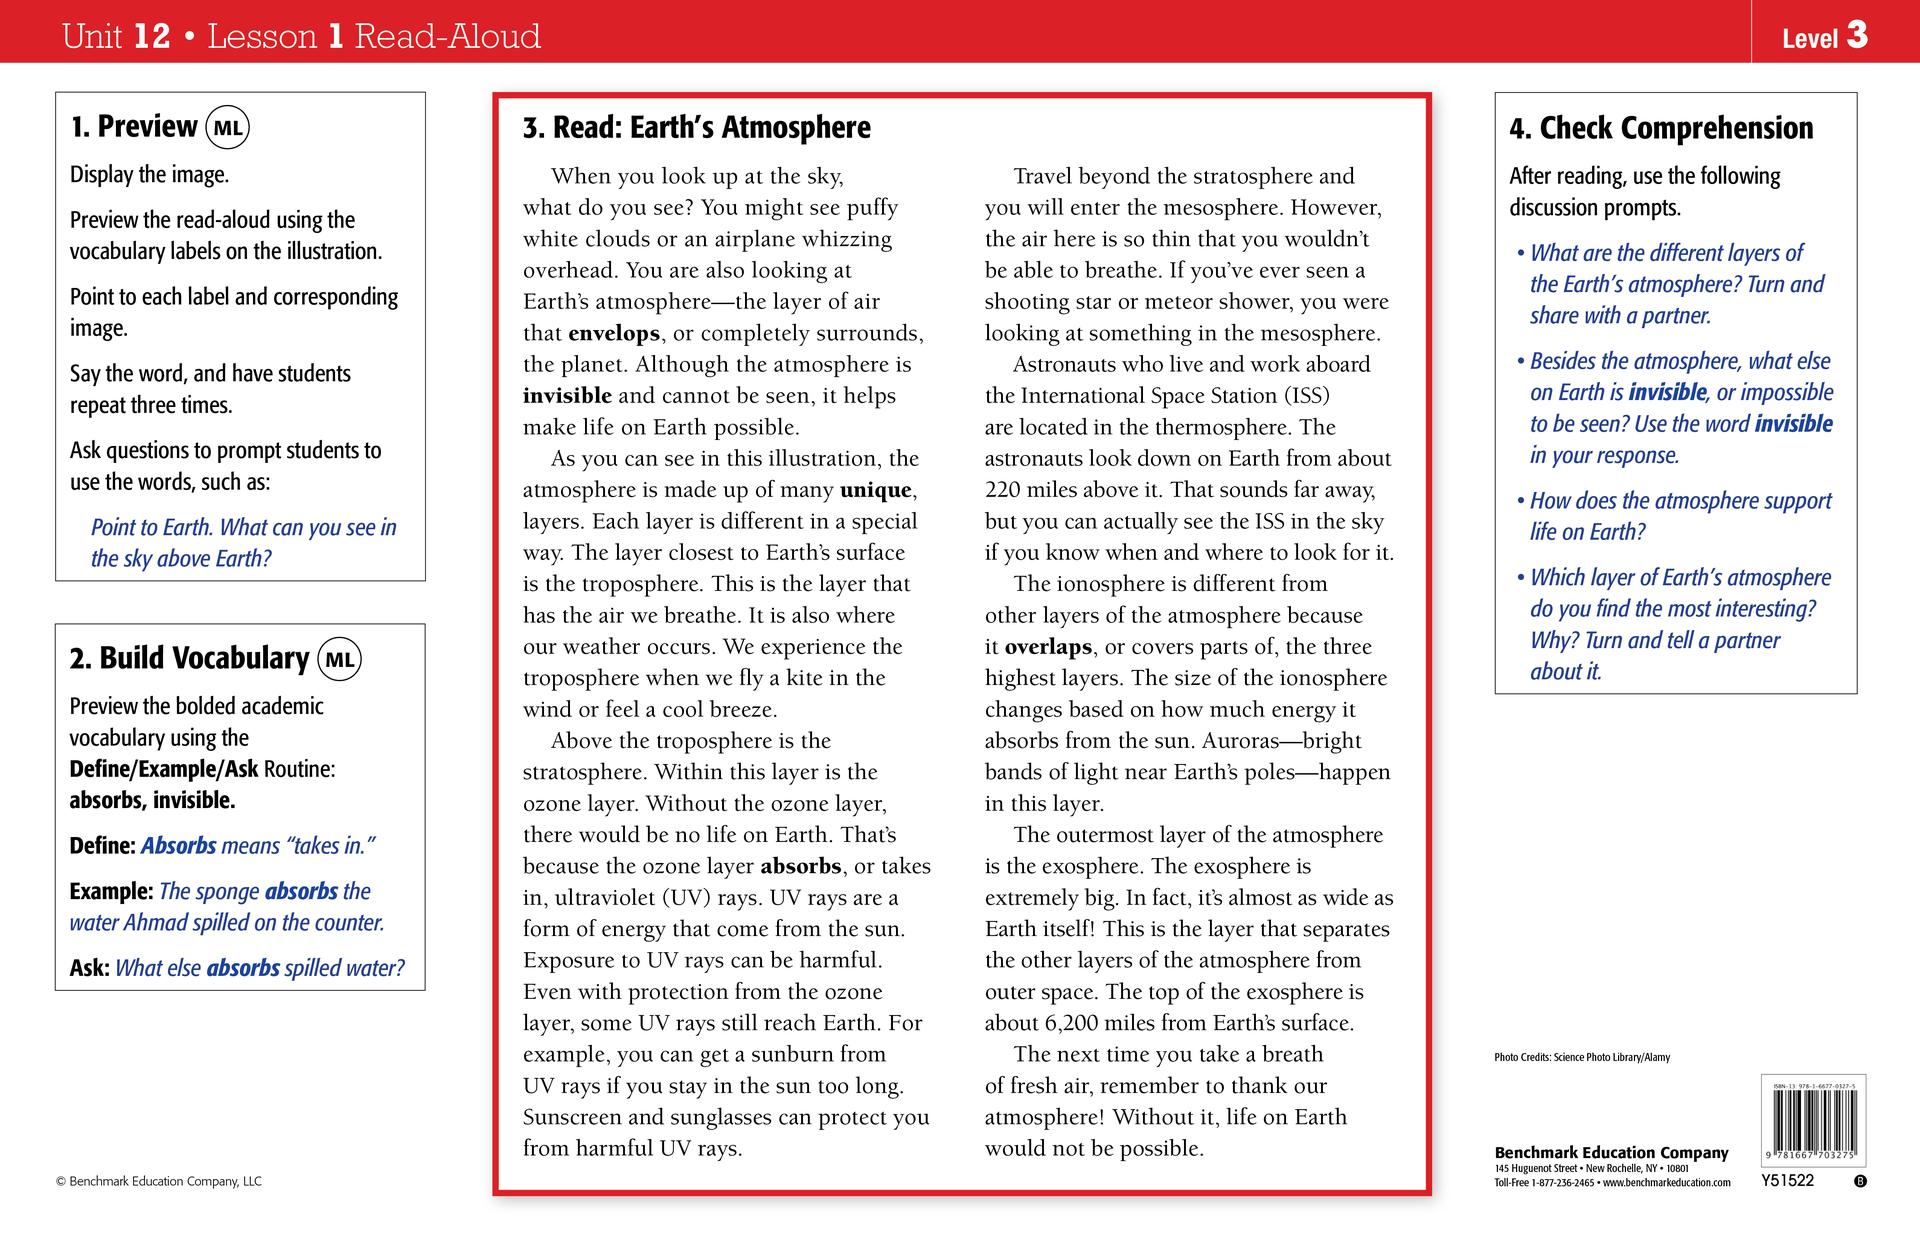 Unit 12 • Lesson 1 Read-Aloud
Level 3
1. Preview ML
Display the image.
Preview the read-aloud using the
vocabulary labels on the illustration.
Point to each label and corresponding
image.
Say the word, and have students
repeat three times.
Ask questions to prompt students to
use the words, such as:
Point to Earth. What can you see in
the sky above Earth?
2. Build Vocabulary ML
Preview the bolded academic
vocabulary using the
Define/Example/Ask Routine:
absorbs, invisible.
Define: Absorbs means “takes in.”
Example: The sponge absorbs the
water Ahmad spilled on the counter.
Ask: What else absorbs spilled water?
© Benchmark Education Company, LLC
3. Read: Earth’s Atmosphere
When you look up at the sky,
what do you see? You might see puffy
white clouds or an airplane whizzing
overhead. You are also looking at
Earth’s atmosphere—the layer of air
that envelops, or completely surrounds,
the planet. Although the atmosphere is
invisible and cannot be seen, it helps
make life on Earth possible.
As you can see in this illustration, the
atmosphere is made up of many unique,
layers. Each layer is different in a special
way. The layer closest to Earth’s surface
is the troposphere. This is the layer that
has the air we breathe. It is also where
our weather occurs. We experience the
troposphere when we fly a kite in the
wind or feel a cool breeze.
Above the troposphere is the
stratosphere. Within this layer is the
ozone layer. Without the ozone layer,
there would be no life on Earth. That’s
because the ozone layer absorbs, or takes
in, ultraviolet (UV) rays. UV rays are a
form of energy that come from the sun.
Exposure to UV rays can be harmful.
Even with protection from the ozone
layer, some UV rays still reach Earth. For
example, you can get a sunburn from
UV rays if you stay in the sun too long.
Sunscreen and sunglasses can protect you
from harmful UV rays.
Travel beyond the stratosphere and
you will enter the mesosphere. However,
the air here is so thin that you wouldn’t
be able to breathe. If you’ve ever seen a
shooting star or meteor shower, you were
looking at something in the mesosphere.
Astronauts who live and work aboard
the International Space Station (ISS)
are located in the thermosphere. The
astronauts look down on Earth from about
220 miles above it. That sounds far away,
but you can actually see the ISS in the sky
if you know when and where to look for it.
The ionosphere is different from
other layers of the atmosphere because
it overlaps, or covers parts of, the three
highest layers. The size of the ionosphere
changes based on how much energy it
absorbs from the sun. Auroras—bright
bands of light near Earth’s poles—happen
in this layer.
The outermost layer of the atmosphere
is the exosphere. The exosphere is
extremely big. In fact, it’s almost as wide as
Earth itself! This is the layer that separates
the other layers of the atmosphere from
outer space. The top of the exosphere is
about 6,200 miles from Earth’s surface.
The next time you take a breath
of fresh air, remember to thank our
atmosphere! Without it, life on Earth
would not be possible.
4. Check Comprehension
After reading, use the following
discussion prompts.
• What are the different layers of
the Earth’s atmosphere? Turn and
share with a partner.
• Besides the atmosphere, what else
on Earth is invisible, or impossible
to be seen? Use the word invisible
in your response.
• How does the atmosphere support
life on Earth?
• Which layer of Earth’s atmosphere
do you find the most interesting?
Why? Turn and tell a partner
about it.
Photo Credits: Science Photo Library/Alamy
Benchmark Education Company
145 Huguenot Street • New Rochelle, NY • 10801
Toll-Free 1-877-236-2465 • www.benchmarkeducation.com
ISBN-13: 978-1-6677-0327-5
9 781667 703275
Y51522
B